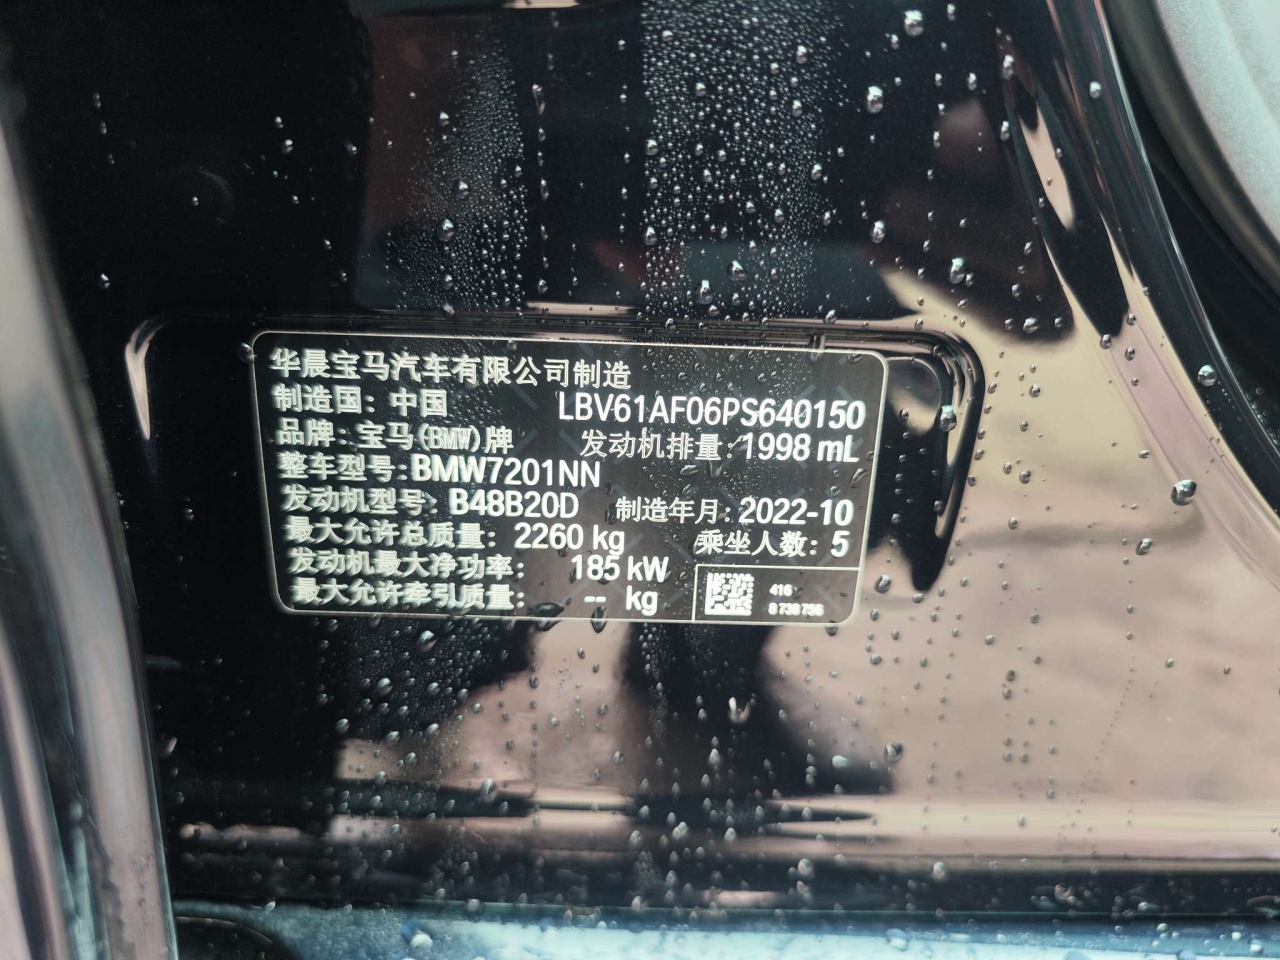 华晨宝马汽车有限公司制造
制造国：中国 LBV61AF06PS640150
品牌：宝马(BMW)牌 发动机排量：1998 mL
整车型号：BMW7201NN
发动机型号：B48B20D 制造年月：2022-10
最大允许总质量：2260 kg 乘坐人数：5
发动机最大净功率：185 kW
最大允许牵引质量：-- kg
416
8 738 756